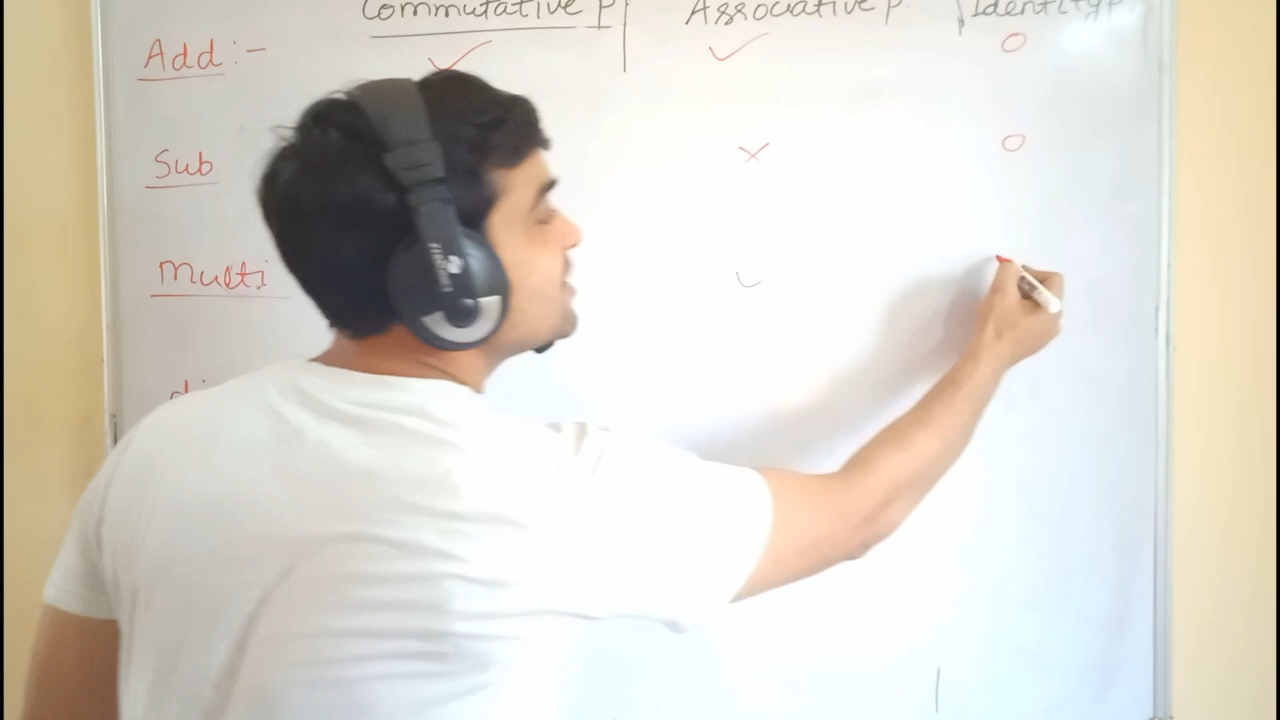 Commutative P Associative P. Identity P
Add :- ✓ ✓ 0
Sub × 0
Multi